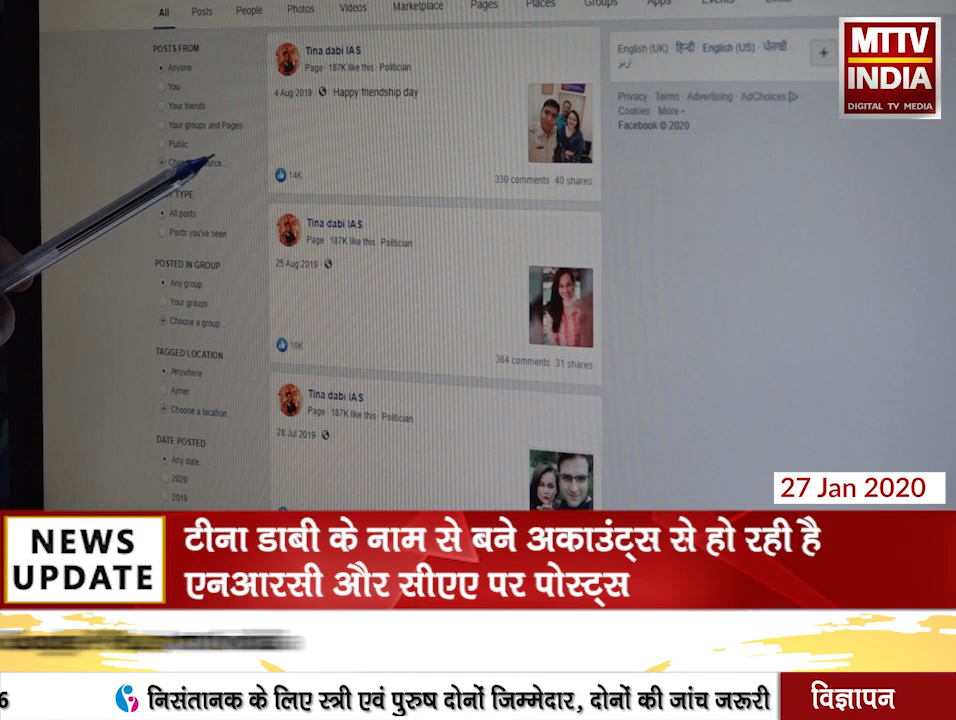 All Posts People Photos Videos Marketplace Pages Places Groups Apps Events
POSTS FROM
Anyone
You
Your friends
Your groups and Pages
Public
All posts
Posts you've seen
POSTED IN GROUP
Any group
Your groups
Choose a group...
TAGGED LOCATION
Anywhere
Ajmer
Choose a location...
DATE POSTED
Any date
2020
2019
Tina dabi IAS
Page · 187K like this · Politician
4 Aug 2019 · Happy friendship day
14K
330 comments 40 shares
Tina dabi IAS
Page · 187K like this · Politician
25 Aug 2019 ·
10K
364 comments 31 shares
Tina dabi IAS
Page · 187K like this · Politician
28 Jul 2019 ·
English (UK) · हिन्दी · English (US) · ਪੰਜਾਬੀ ·
اردو
+
Privacy · Terms · Advertising · AdChoices
Cookies · More
Facebook © 2020
MTTV
INDIA
DIGITAL TV MEDIA
27 Jan 2020
NEWS
UPDATE
टीना डाबी के नाम से बने अकाउंट्स से हो रही है
एनआरसी और सीएए पर पोस्ट्स
6 निसंतानक के लिए स्त्री एवं पुरुष दोनों जिम्मेदार, दोनों की जांच जरूरी
विज्ञापन